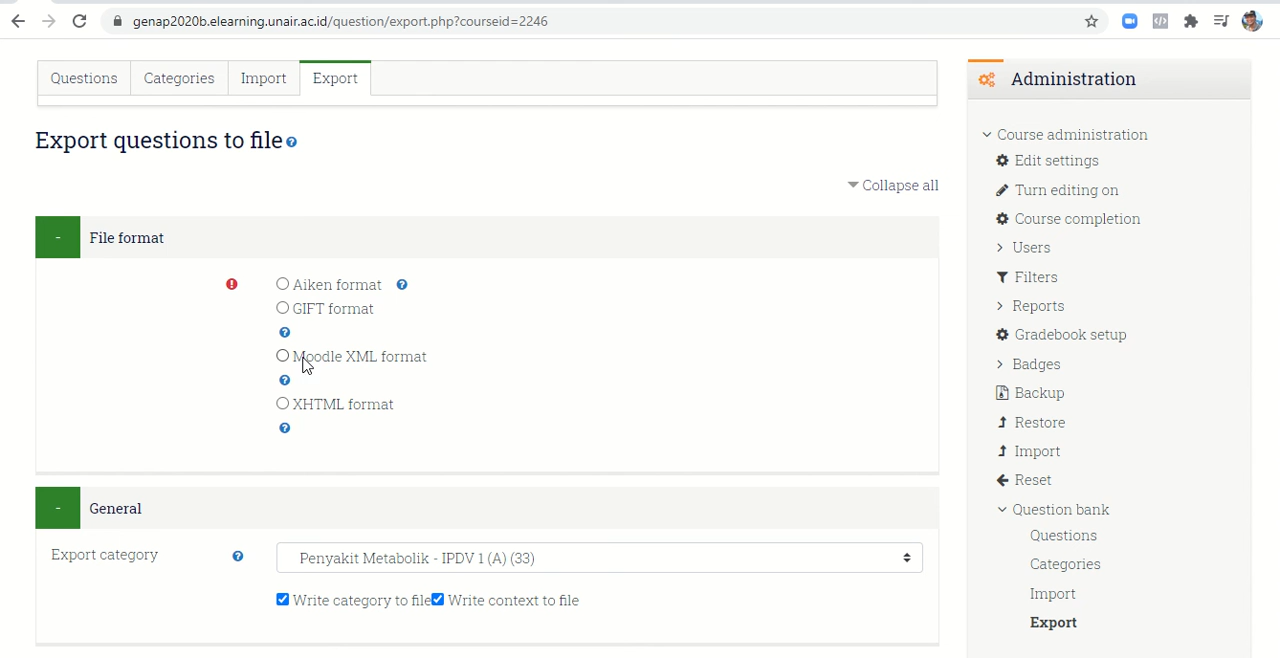 genap2020b.elearning.unair.ac.id/question/export.php?courseid=2246
Questions Categories Import Export
Export questions to file
Collapse all
- File format
Aiken format
GIFT format
Moodle XML format
XHTML format
- General
Export category Penyakit Metabolik - IPDV 1 (A) (33)
Write category to file Write context to file
Administration
Course administration
Edit settings
Turn editing on
Course completion
Users
Filters
Reports
Gradebook setup
Badges
Backup
Restore
Import
Reset
Question bank
Questions
Categories
Import
Export